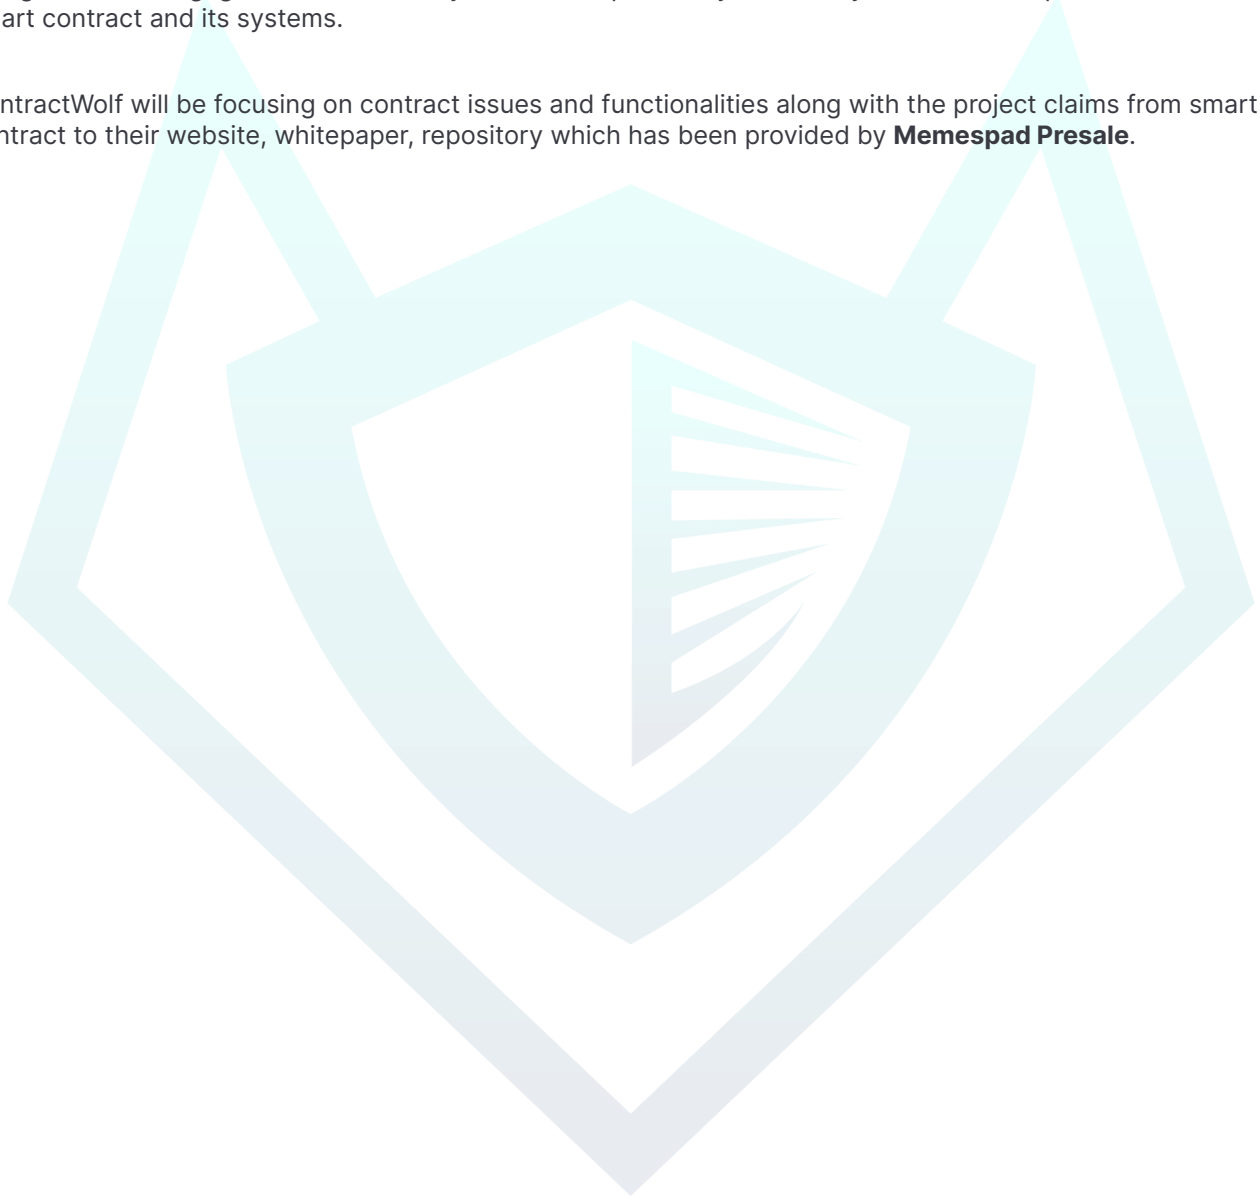 art contract and its systems.
ntractWolf will be focusing on contract issues and functionalities along with the project claims from smart
ntract to their website, whitepaper, repository which has been provided by Memespad Presale.